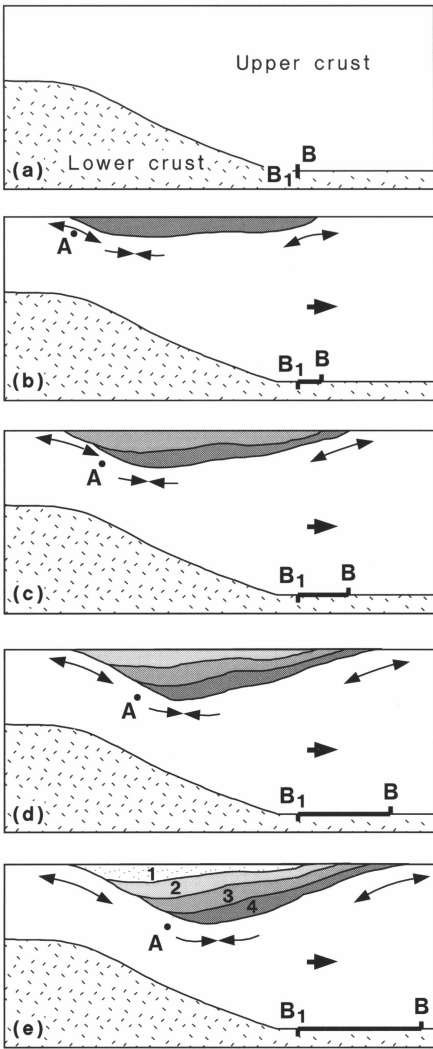 Upper crust
B
Lower crust
B1
(a)
A
B1 B
(b)
A
B1 B
(c)
A
B1 B
(d)
1
2
3
4
A
B1 B
(e)